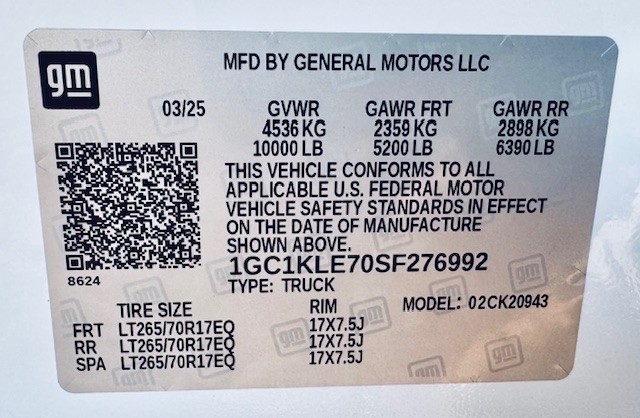 gm
MFD BY GENERAL MOTORS LLC
03/25 GVWR GAWR FRT GAWR RR
4536 KG 2359 KG 2898 KG
10000 LB 5200 LB 6390 LB
THIS VEHICLE CONFORMS TO ALL
APPLICABLE U.S. FEDERAL MOTOR
VEHICLE SAFETY STANDARDS IN EFFECT
ON THE DATE OF MANUFACTURE
SHOWN ABOVE.
1GC1KLE70SF276992
8624
TYPE: TRUCK
TIRE SIZE RIM MODEL: 02CK20943
FRT LT265/70R17EQ 17X7.5J
RR LT265/70R17EQ 17X7.5J
SPA LT265/70R17EQ 17X7.5J